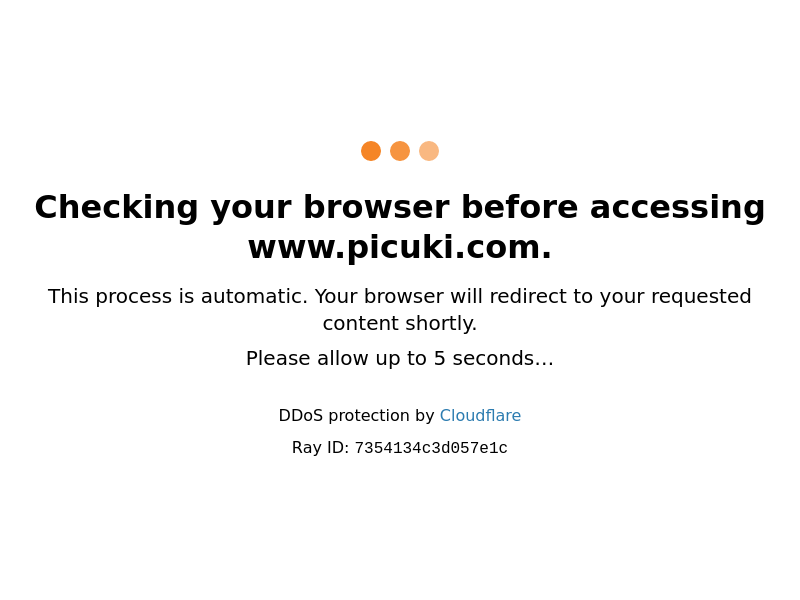 Checking your browser before accessing
www.picuki.com.
This process is automatic. Your browser will redirect to your requested
content shortly.
Please allow up to 5 seconds…
DDoS protection by Cloudflare
Ray ID: 7354134c3d057e1c